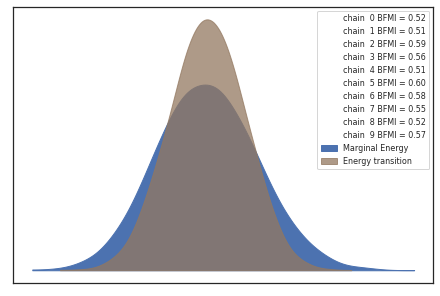 chain  0 BFMI = 0.52
chain  1 BFMI = 0.51
chain  2 BFMI = 0.59
chain  3 BFMI = 0.56
chain  4 BFMI = 0.51
chain  5 BFMI = 0.60
chain  6 BFMI = 0.58
chain  7 BFMI = 0.55
chain  8 BFMI = 0.52
chain  9 BFMI = 0.57
Marginal Energy
Energy transition